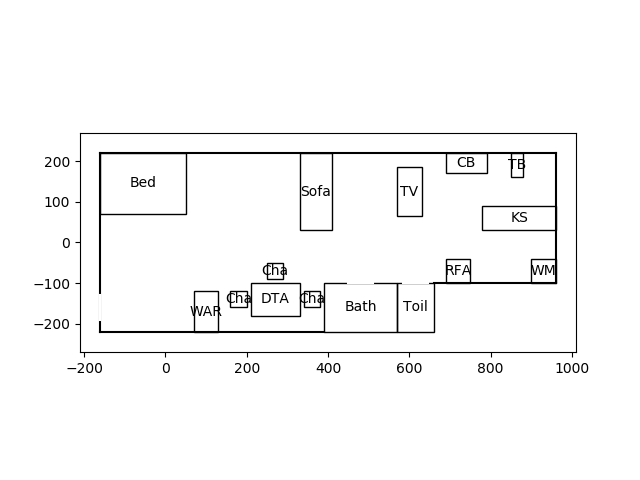 200
100
0
−100
−200
Bed
Sofa
TV
CB
TB
KS
Cha
RFA
WM
WAR
Cha
DTA
Cha
Bath
Toil
−200
0
200
400
600
800
1000